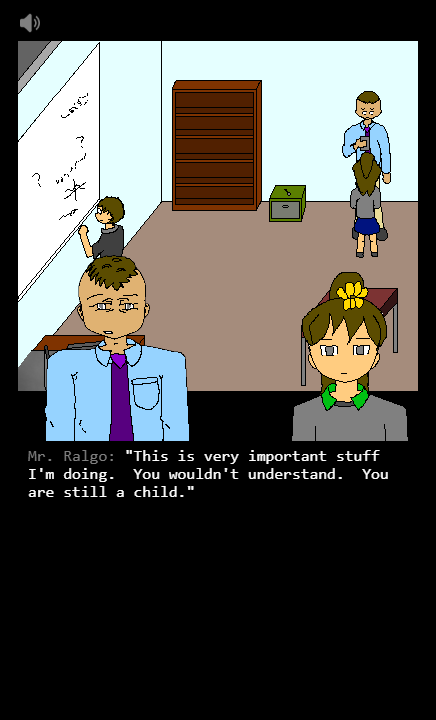 ?
?
Mr. Ralgo: "This is very important stuff
I'm doing.  You wouldn't understand.  You
are still a child."